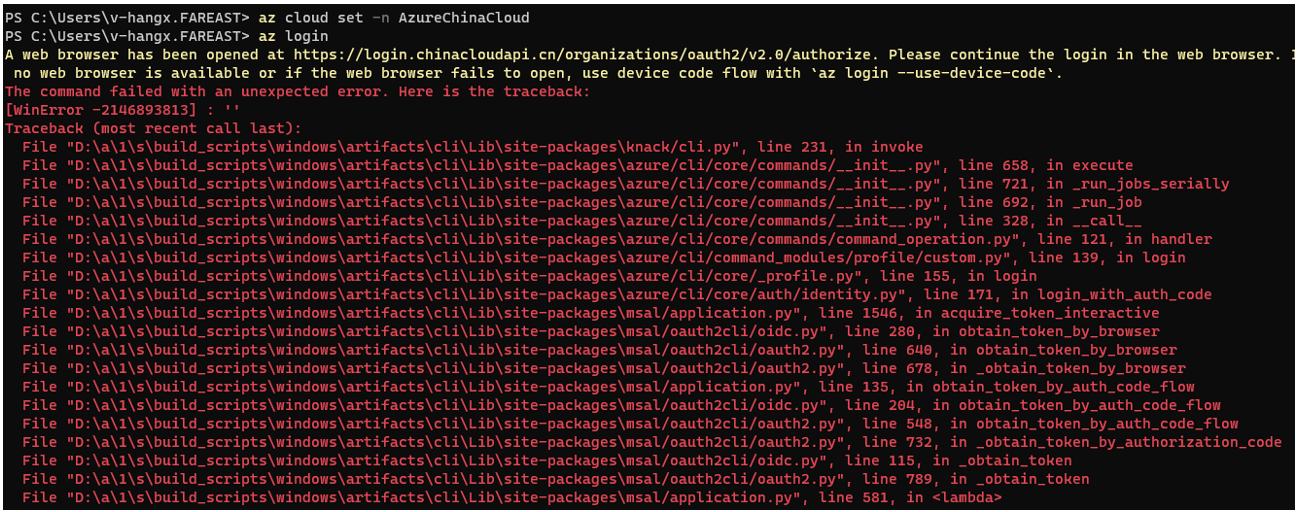 PS C:\Users\v-hangx.FAREAST> az cloud set -n AzureChinaCloud
PS C:\Users\v-hangx.FAREAST> az login
A web browser has been opened at https://login.chinacloudapi.cn/organizations/oauth2/v2.0/authorize. Please continue the login in the web browser.
no web browser is available or if the web browser fails to open, use device code flow with `az login --use-device-code`.
The command failed with an unexpected error. Here is the traceback:
[WinError -2146893813] : ''
Traceback (most recent call last):
  File "D:\a\1\s\build_scripts\windows\artifacts\cli\Lib\site-packages\knack/cli.py", line 231, in invoke
  File "D:\a\1\s\build_scripts\windows\artifacts\cli\Lib\site-packages\azure/cli/core/commands/__init__.py", line 658, in execute
  File "D:\a\1\s\build_scripts\windows\artifacts\cli\Lib\site-packages\azure/cli/core/commands/__init__.py", line 721, in _run_jobs_serially
  File "D:\a\1\s\build_scripts\windows\artifacts\cli\Lib\site-packages\azure/cli/core/commands/__init__.py", line 692, in _run_job
  File "D:\a\1\s\build_scripts\windows\artifacts\cli\Lib\site-packages\azure/cli/core/commands/__init__.py", line 328, in __call__
  File "D:\a\1\s\build_scripts\windows\artifacts\cli\Lib\site-packages\azure/cli/core/commands/command_operation.py", line 121, in handler
  File "D:\a\1\s\build_scripts\windows\artifacts\cli\Lib\site-packages\azure/cli/command_modules/profile/custom.py", line 139, in login
  File "D:\a\1\s\build_scripts\windows\artifacts\cli\Lib\site-packages\azure/cli/core/_profile.py", line 155, in login
  File "D:\a\1\s\build_scripts\windows\artifacts\cli\Lib\site-packages\azure/cli/core/auth/identity.py", line 171, in login_with_auth_code
  File "D:\a\1\s\build_scripts\windows\artifacts\cli\Lib\site-packages\msal/application.py", line 1546, in acquire_token_interactive
  File "D:\a\1\s\build_scripts\windows\artifacts\cli\Lib\site-packages\msal/oauth2cli/oidc.py", line 280, in obtain_token_by_browser
  File "D:\a\1\s\build_scripts\windows\artifacts\cli\Lib\site-packages\msal/oauth2cli/oauth2.py", line 640, in obtain_token_by_browser
  File "D:\a\1\s\build_scripts\windows\artifacts\cli\Lib\site-packages\msal/oauth2cli/oauth2.py", line 678, in _obtain_token_by_browser
  File "D:\a\1\s\build_scripts\windows\artifacts\cli\Lib\site-packages\msal/application.py", line 135, in obtain_token_by_auth_code_flow
  File "D:\a\1\s\build_scripts\windows\artifacts\cli\Lib\site-packages\msal/oauth2cli/oidc.py", line 204, in obtain_token_by_auth_code_flow
  File "D:\a\1\s\build_scripts\windows\artifacts\cli\Lib\site-packages\msal/oauth2cli/oauth2.py", line 548, in obtain_token_by_auth_code_flow
  File "D:\a\1\s\build_scripts\windows\artifacts\cli\Lib\site-packages\msal/oauth2cli/oauth2.py", line 732, in _obtain_token_by_authorization_code
  File "D:\a\1\s\build_scripts\windows\artifacts\cli\Lib\site-packages\msal/oauth2cli/oidc.py", line 115, in _obtain_token
  File "D:\a\1\s\build_scripts\windows\artifacts\cli\Lib\site-packages\msal/oauth2cli/oauth2.py", line 789, in _obtain_token
  File "D:\a\1\s\build_scripts\windows\artifacts\cli\Lib\site-packages\msal/application.py", line 581, in <lambda>